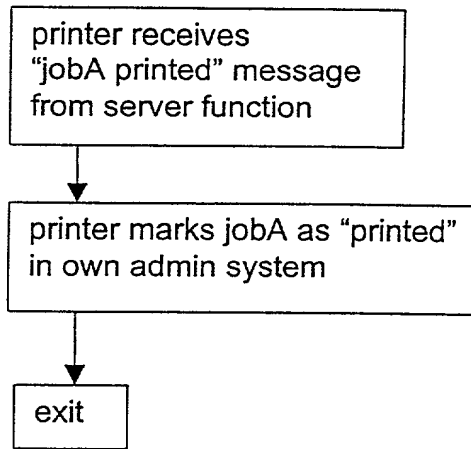 printer receives
“jobA printed” message
from server function
printer marks jobA as “printed”
in own admin system
exit